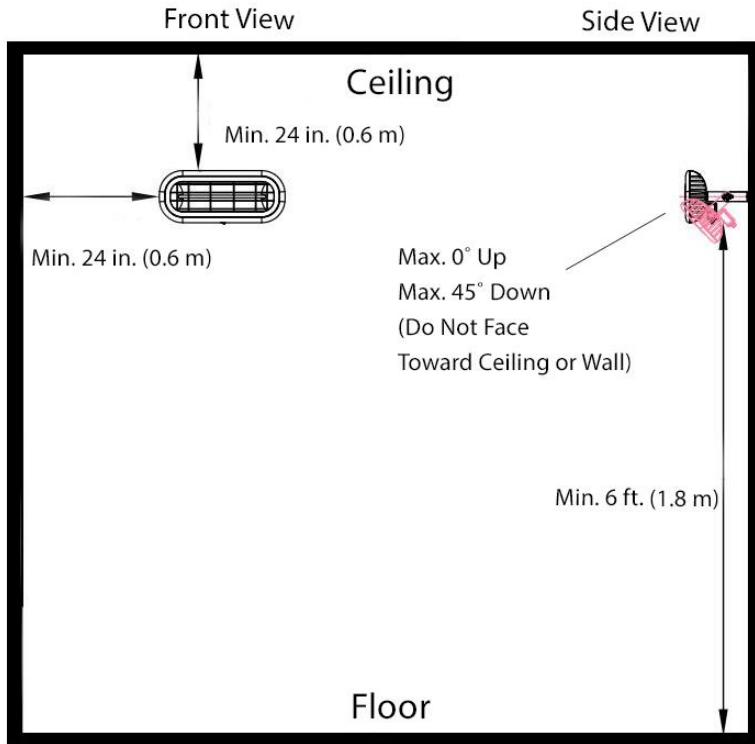 Front View
Side View
Ceiling
Min. 24 in. (0.6 m)
Min. 24 in. (0.6 m)
Max. 0° Up
Max. 45° Down
(Do Not Face
Toward Ceiling or Wall)
Min. 6 ft. (1.8 m)
Floor